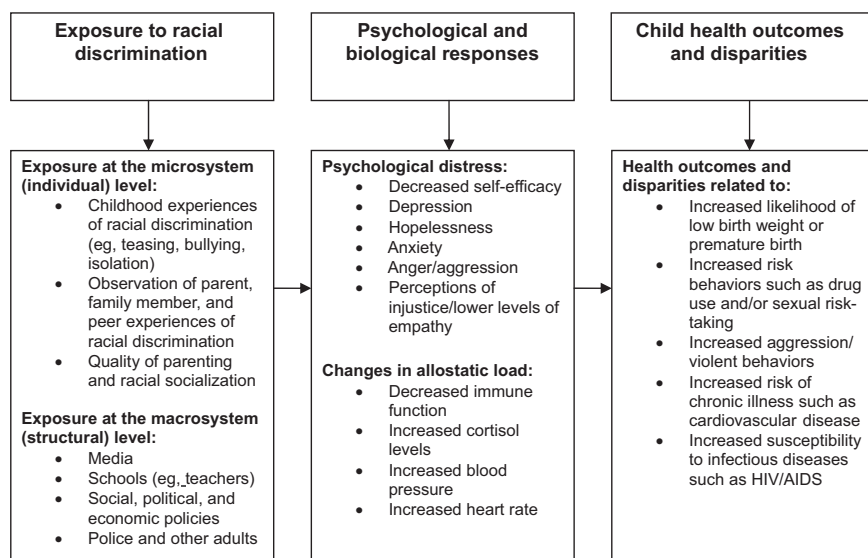 Exposure to racial
discrimination
Psychological and
biological responses
Child health outcomes
and disparities
Exposure at the microsystem
(individual) level:
• Childhood experiences
of racial discrimination
(eg, teasing, bullying,
isolation)
• Observation of parent,
family member, and
peer experiences of
racial discrimination
• Quality of parenting
and racial socialization
Exposure at the macrosystem
(structural) level:
• Media
• Schools (eg, teachers)
• Social, political, and
economic policies
• Police and other adults
Psychological distress:
• Decreased self-efficacy
• Depression
• Hopelessness
• Anxiety
• Anger/aggression
• Perceptions of
injustice/lower levels of
empathy
Changes in allostatic load:
• Decreased immune
function
• Increased cortisol
levels
• Increased blood
pressure
• Increased heart rate
Health outcomes and
disparities related to:
• Increased likelihood of
low birth weight or
premature birth
• Increased risk
behaviors such as drug
use and/or sexual risk-
taking
• Increased aggression/
violent behaviors
• Increased risk of
chronic illness such as
cardiovascular disease
• Increased susceptibility
to infectious diseases
such as HIV/AIDS